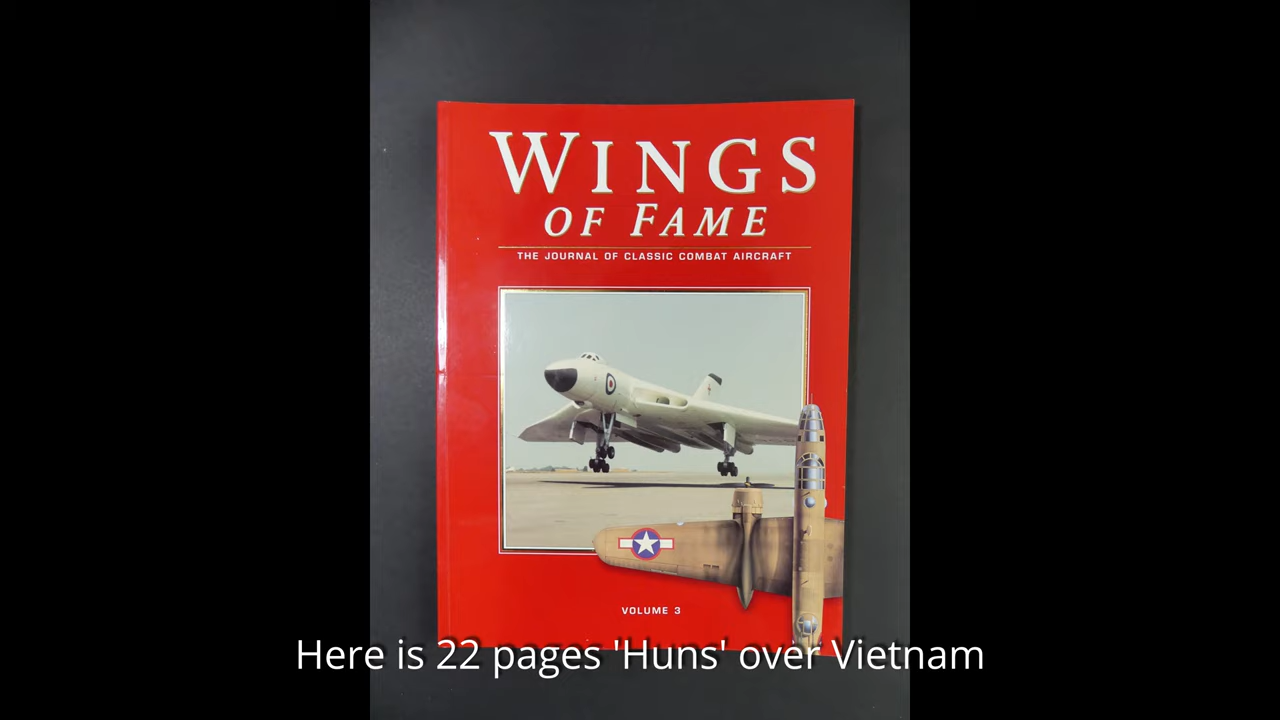 WINGS
OF FAME
THE JOURNAL OF CLASSIC COMBAT AIRCRAFT
VOLUME 3
Here is 22 pages 'Huns' over Vietnam